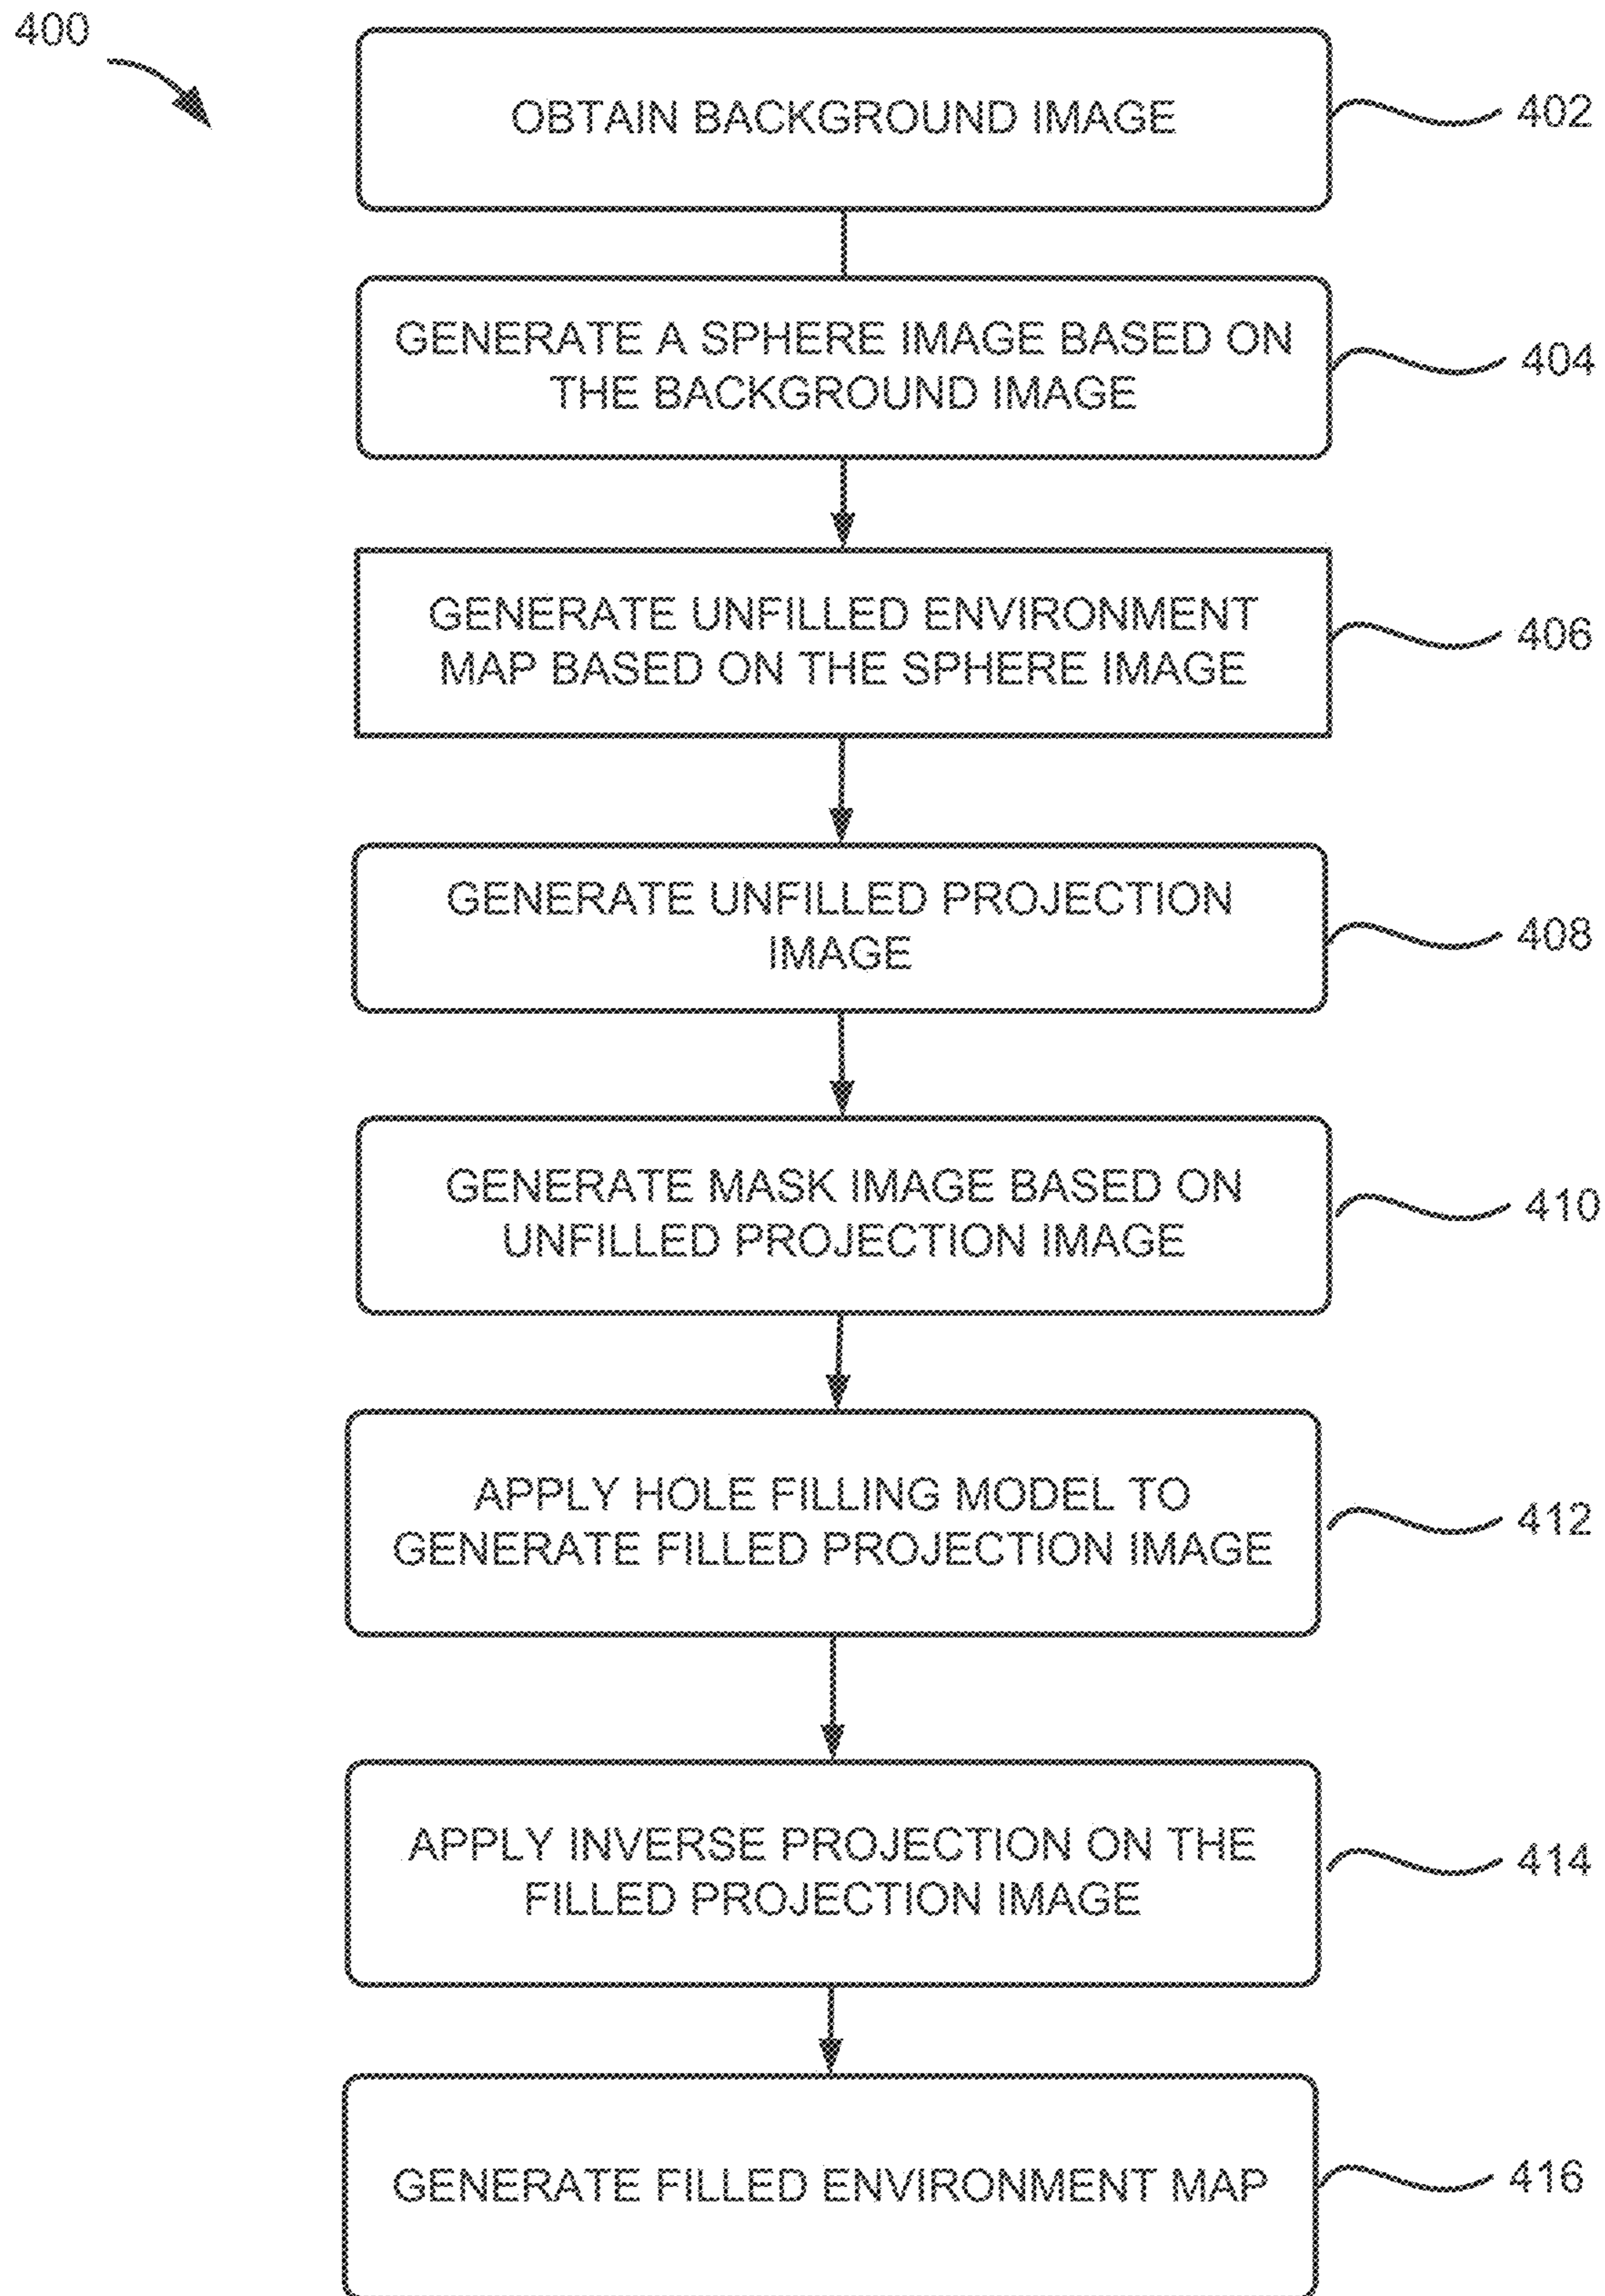 400
OBTAIN BACKGROUND IMAGE
402
GENERATE A SPHERE IMAGE BASED ON
THE BACKGROUND IMAGE
404
GENERATE UNFILLED ENVIRONMENT
MAP BASED ON THE SPHERE IMAGE
406
GENERATE UNFILLED PROJECTION
IMAGE
408
GENERATE MASK IMAGE BASED ON
UNFILLED PROJECTION IMAGE
410
APPLY HOLE FILLING MODEL TO
GENERATE FILLED PROJECTION IMAGE
412
APPLY INVERSE PROJECTION ON THE
FILLED PROJECTION IMAGE
414
GENERATE FILLED ENVIRONMENT MAP
416